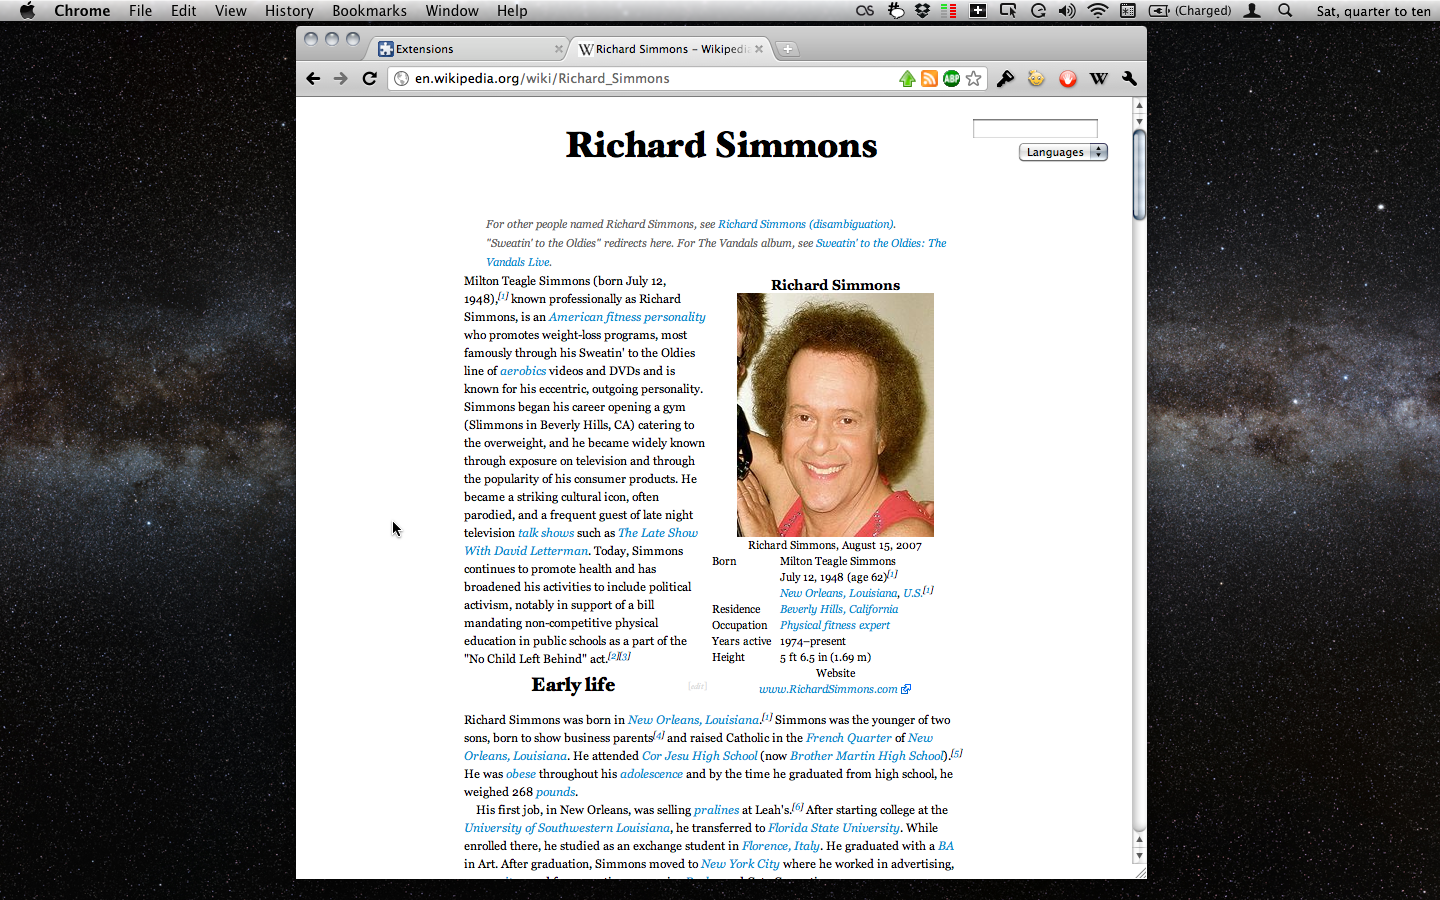 Chrome File Edit View History Bookmarks Window Help (Charged) Sat, quarter to ten
Extensions Richard Simmons – Wikipedia
en.wikipedia.org/wiki/Richard_Simmons ABP W
Richard Simmons
Languages
For other people named Richard Simmons, see Richard Simmons (disambiguation).
"Sweatin' to the Oldies" redirects here. For The Vandals album, see Sweatin' to the Oldies: The
Vandals Live.
Milton Teagle Simmons (born July 12,
1948),[1] known professionally as Richard
Simmons, is an American fitness personality
who promotes weight-loss programs, most
famously through his Sweatin' to the Oldies
line of aerobics videos and DVDs and is
known for his eccentric, outgoing personality.
Simmons began his career opening a gym
(Slimmons in Beverly Hills, CA) catering to
the overweight, and he became widely known
through exposure on television and through
the popularity of his consumer products. He
became a striking cultural icon, often
parodied, and a frequent guest of late night
television talk shows such as The Late Show
With David Letterman. Today, Simmons
continues to promote health and has
broadened his activities to include political
activism, notably in support of a bill
mandating non-competitive physical
education in public schools as a part of the
"No Child Left Behind" act.[2][3]
Richard Simmons
Richard Simmons, August 15, 2007
Born Milton Teagle Simmons
July 12, 1948 (age 62)[1]
New Orleans, Louisiana, U.S.[1]
Residence Beverly Hills, California
Occupation Physical fitness expert
Years active 1974–present
Height 5 ft 6.5 in (1.69 m)
Website
www.RichardSimmons.com
Early life [edit]
Richard Simmons was born in New Orleans, Louisiana.[1] Simmons was the younger of two
sons, born to show business parents[4] and raised Catholic in the French Quarter of New
Orleans, Louisiana. He attended Cor Jesu High School (now Brother Martin High School).[5]
He was obese throughout his adolescence and by the time he graduated from high school, he
weighed 268 pounds.
His first job, in New Orleans, was selling pralines at Leah's.[6] After starting college at the
University of Southwestern Louisiana, he transferred to Florida State University. While
enrolled there, he studied as an exchange student in Florence, Italy. He graduated with a BA
in Art. After graduation, Simmons moved to New York City where he worked in advertising,